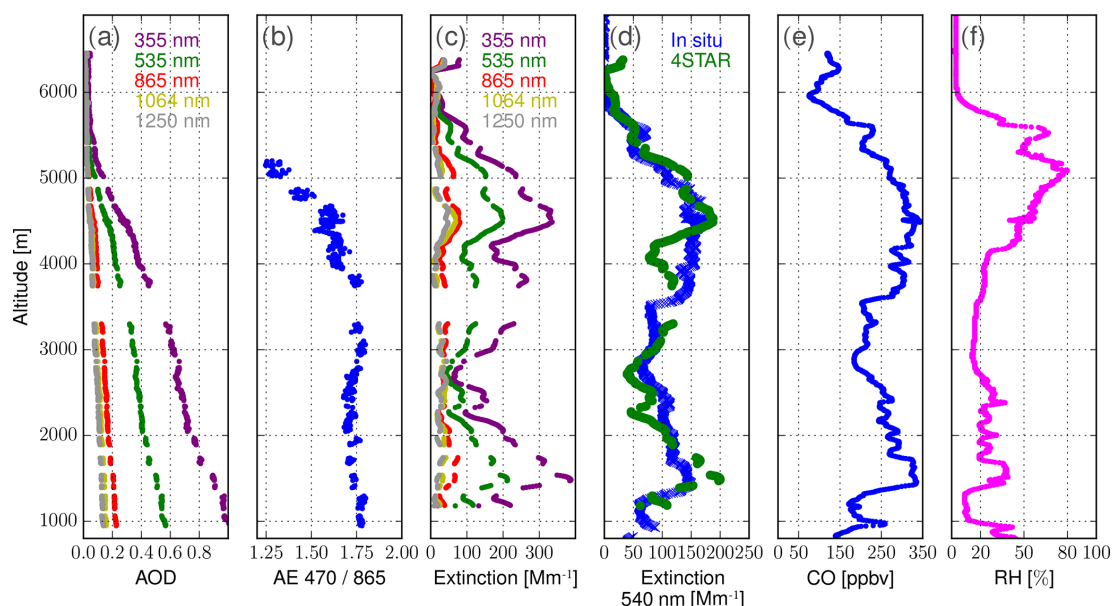 (a)
355 nm
535 nm
865 nm
1064 nm
1250 nm
(b)
(c)
355 nm
535 nm
865 nm
1064 nm
1250 nm
(d)
In situ
4STAR
(e)
(f)
Altitude [m]
6000
5000
4000
3000
2000
1000
0.0 0.2 0.4 0.6 0.8
AOD
1.25 1.50 1.75 2.00
AE 470 / 865
0 100 200 300
Extinction [Mm⁻¹]
0 50 100 150 200 250
Extinction
540 nm [Mm⁻¹]
50 150 250 350
CO [ppbv]
0 50 80 100
RH [%]